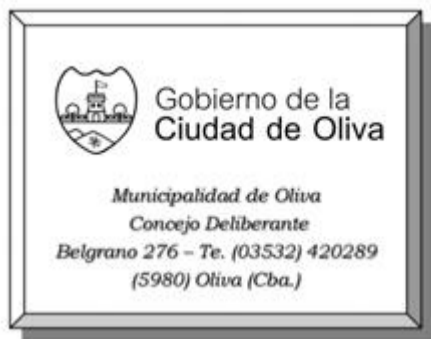 Gobierno de la
Ciudad de Oliva
Municipalidad de Oliva
Concejo Deliberante
Belgrano 276 – Te. (03532) 420289
(5980) Oliva (Cba.)